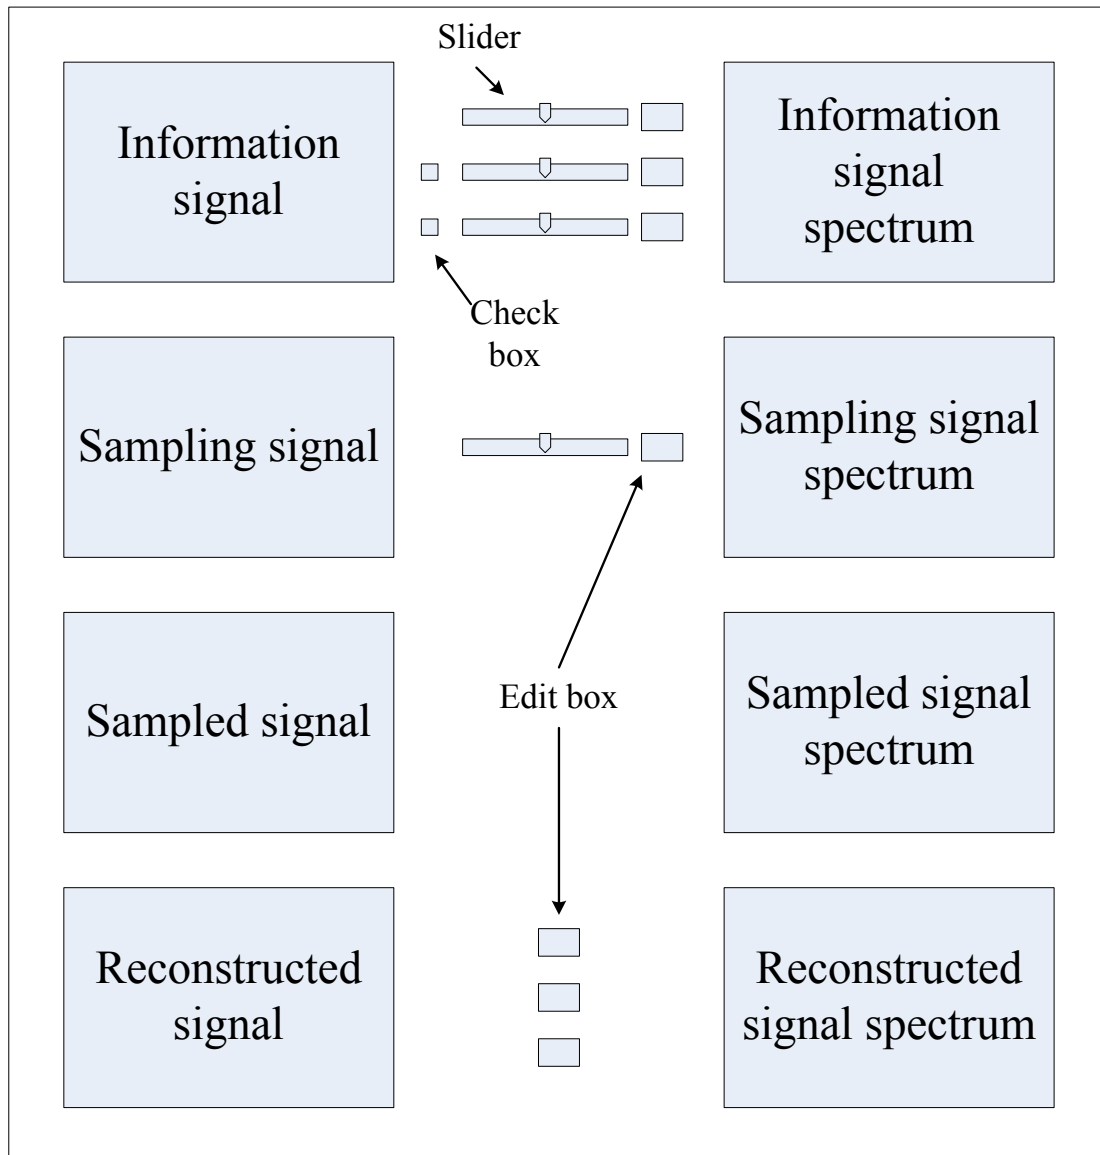 Slider
Information
signal
Information
signal
spectrum
Check
box
Sampling signal
Sampling signal
spectrum
Edit box
Sampled signal
Sampled signal
spectrum
Reconstructed
signal
Reconstructed
signal spectrum